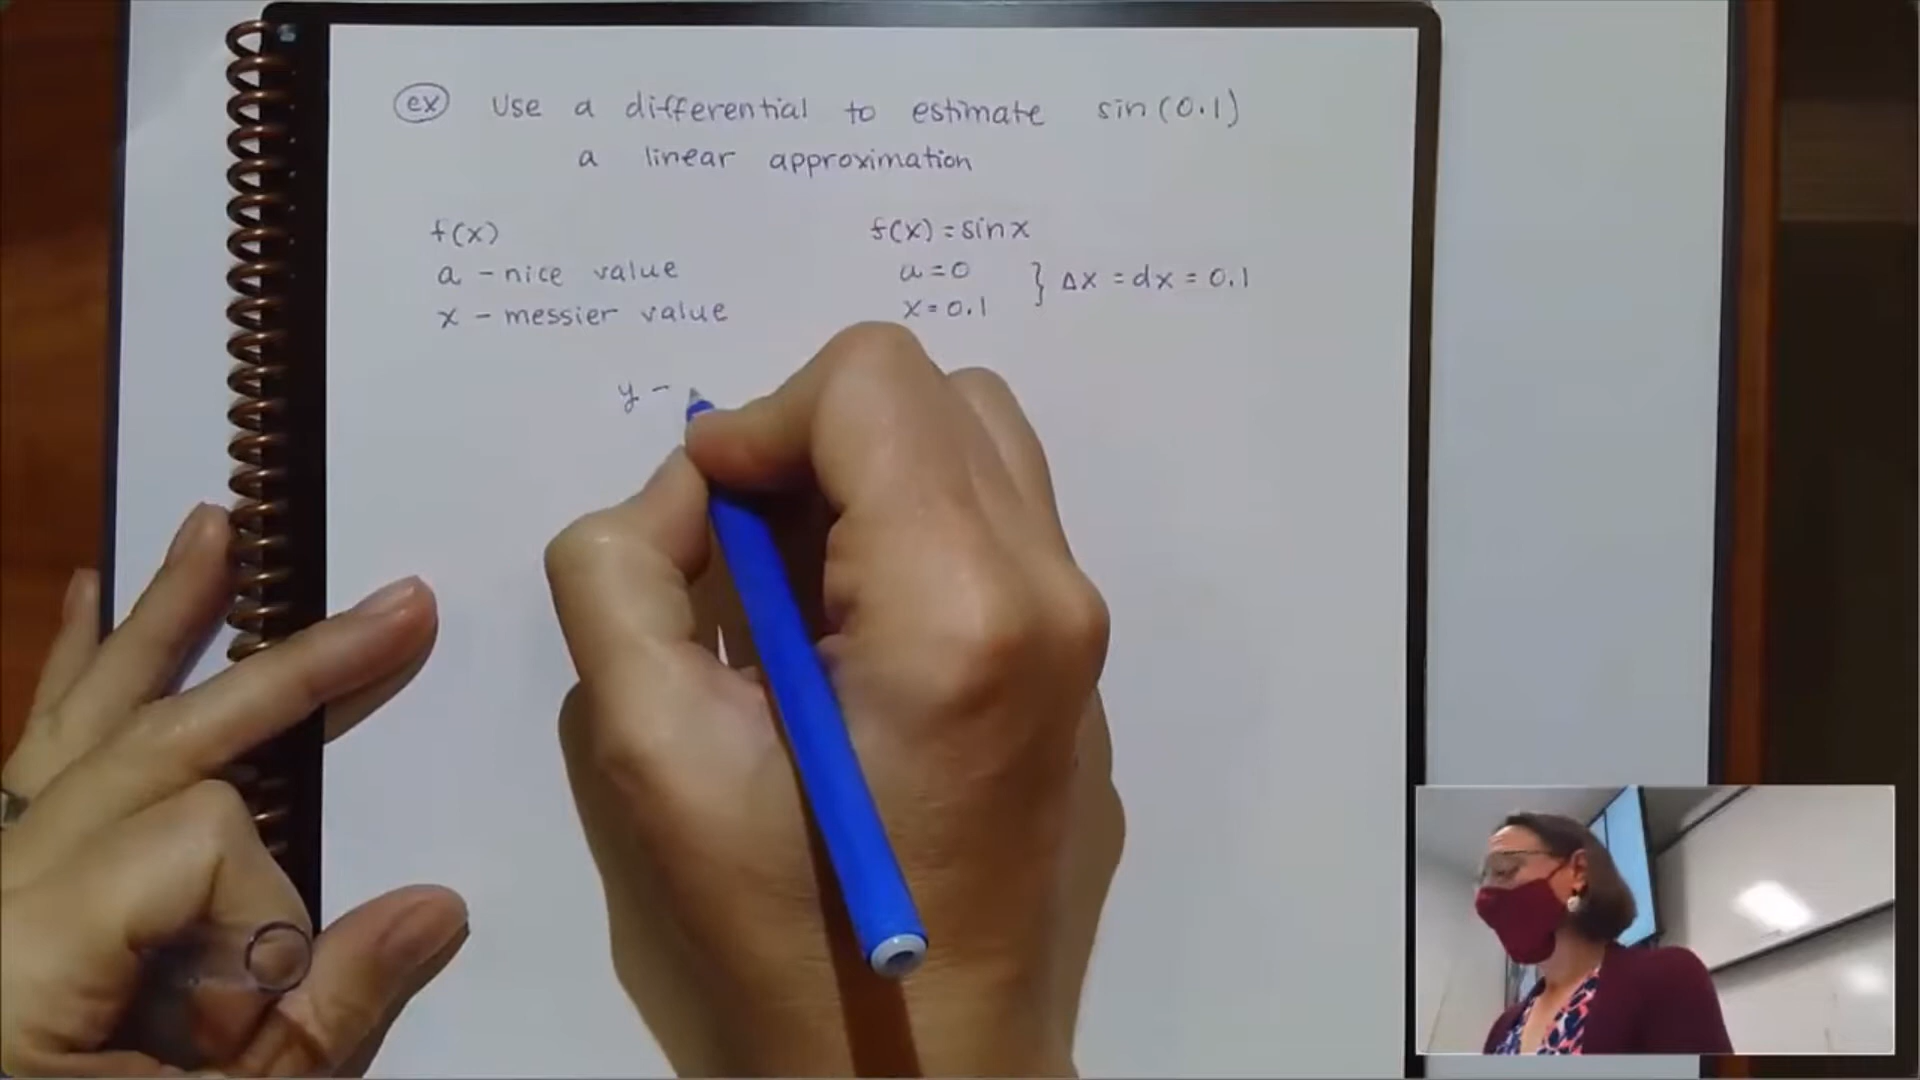 ex Use a differential to estimate sin(0.1)
a linear approximation
f(x)
a - nice value
x - messier value
f(x) = sin x
a = 0
x = 0.1
} Δx = dx = 0.1
y -